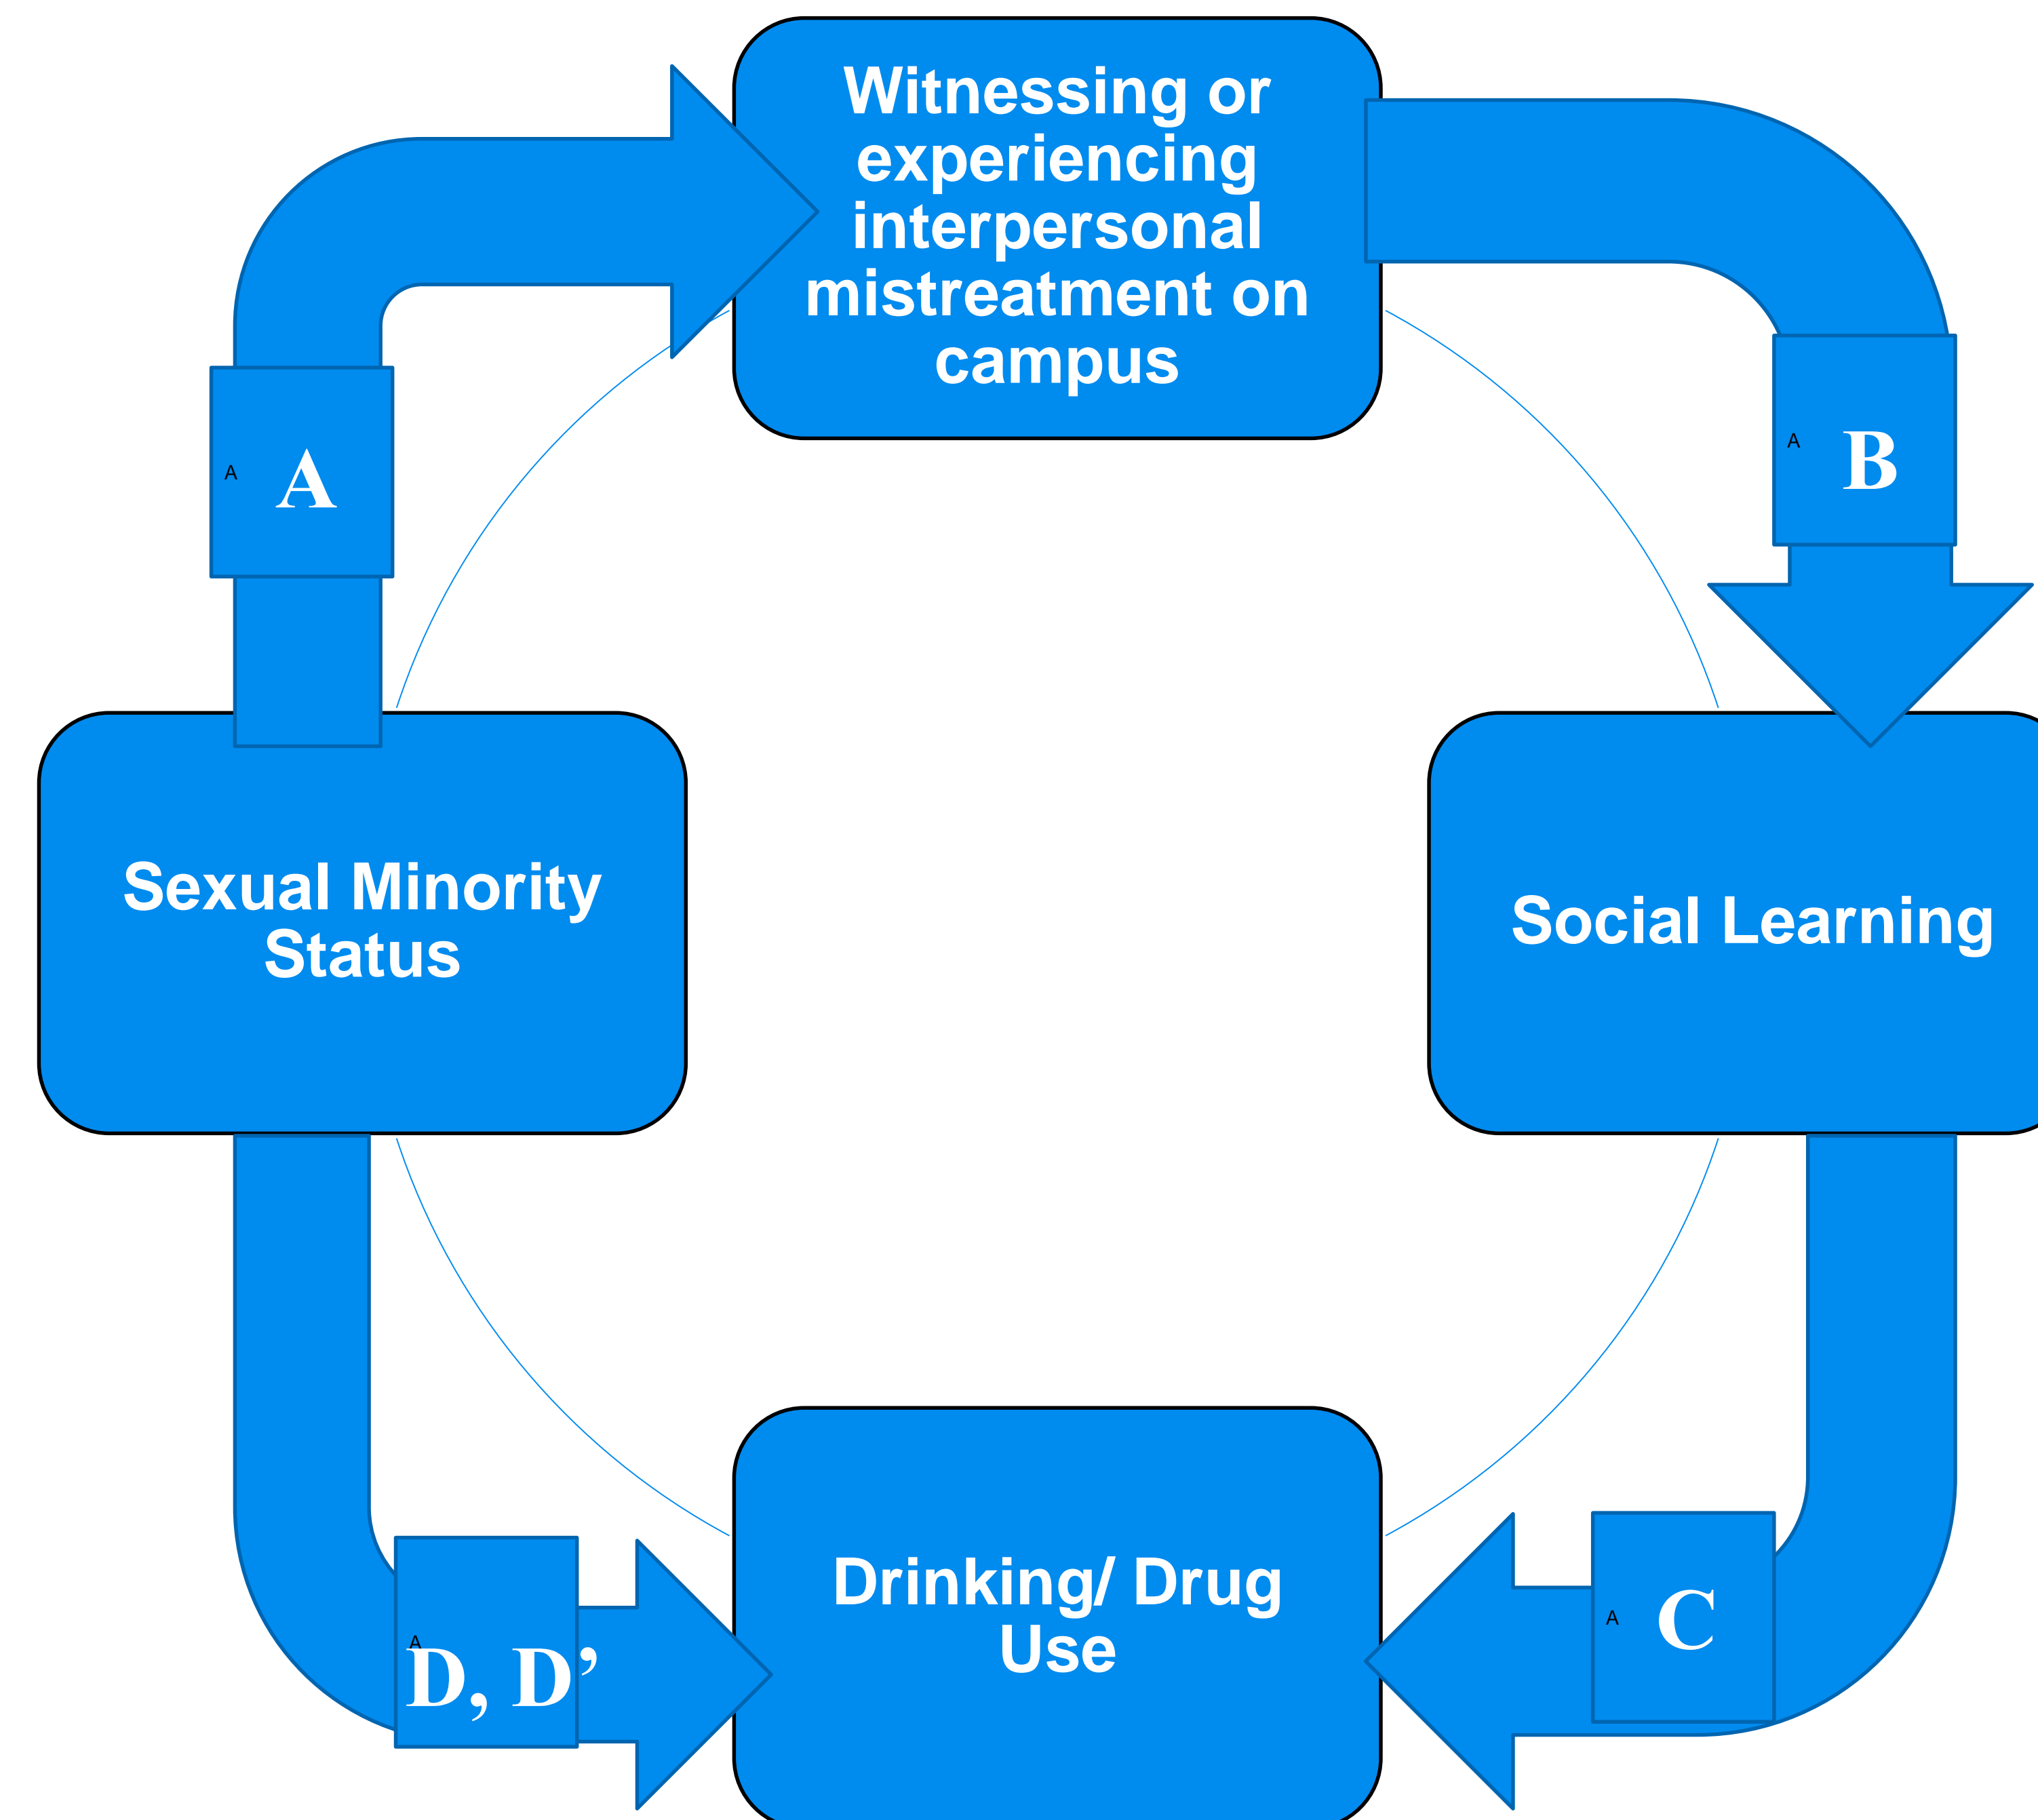 Witnessing or
experiencing
interpersonal
mistreatment on
campus
A
A
A
B
Sexual Minority
Status
Social Learning
Drinking/ Drug
Use
A
D, D’
A
C